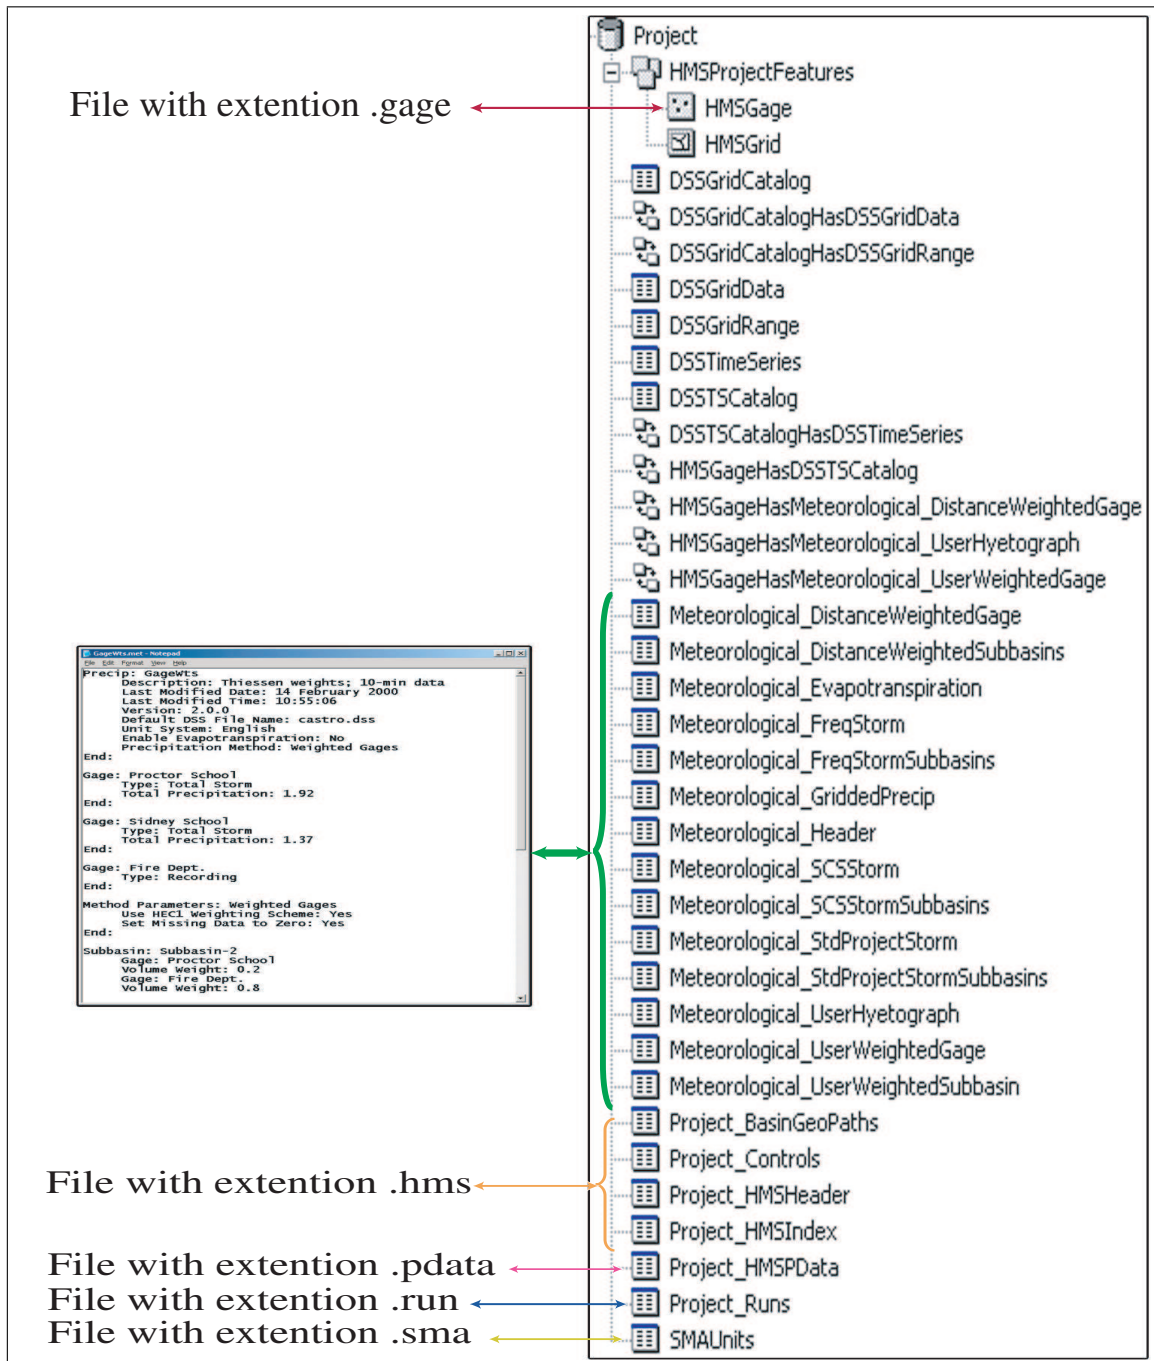 File with extention .gage
Project
HMSProjectFeatures
HMSGage
HMSGrid
DSSGridCatalog
DSSGridCatalogHasDSSGridData
DSSGridCatalogHasDSSGridRange
DSSGridData
DSSGridRange
DSSTimeSeries
DSSTSCatalog
DSSTSCatalogHasDSSTimeSeries
HMSGageHasDSSTSCatalog
HMSGageHasMeteorological_DistanceWeightedGage
HMSGageHasMeteorological_UserHyetograph
HMSGageHasMeteorological_UserWeightedGage
Meteorological_DistanceWeightedGage
Meteorological_DistanceWeightedSubbasins
Meteorological_Evapotranspiration
Meteorological_FreqStorm
Meteorological_FreqStormSubbasins
Meteorological_GriddedPrecip
Meteorological_Header
Meteorological_SCSStorm
Meteorological_SCSStormSubbasins
Meteorological_StdProjectStorm
Meteorological_StdProjectStormSubbasins
Meteorological_UserHyetograph
Meteorological_UserWeightedGage
Meteorological_UserWeightedSubbasin
Project_BasinGeoPaths
Project_Controls
Project_HMSHeader
Project_HMSIndex
Project_HMSPData
Project_Runs
SMAUnits
GageWts.met - Notepad
File Edit Format View Help
Precip: GageWts
Description: Thiessen weights; 10-min data
Last Modified Date: 14 February 2000
Last Modified Time: 10:55:06
Version: 2.0.0
Default DSS File Name: castro.dss
Unit System: English
Enable Evapotranspiration: No
Precipitation Method: Weighted Gages
End:
Gage: Proctor School
Type: Total Storm
Total Precipitation: 1.92
End:
Gage: Sidney School
Type: Total Storm
Total Precipitation: 1.37
End:
Gage: Fire Dept.
Type: Recording
End:
Method Parameters: Weighted Gages
Use HEC1 Weighting Scheme: Yes
Set Missing Data to Zero: Yes
End:
Subbasin: Subbasin-2
Gage: Proctor School
Volume Weight: 0.2
Gage: Fire Dept.
Volume Weight: 0.8
File with extention .hms
File with extention .pdata
File with extention .run
File with extention .sma